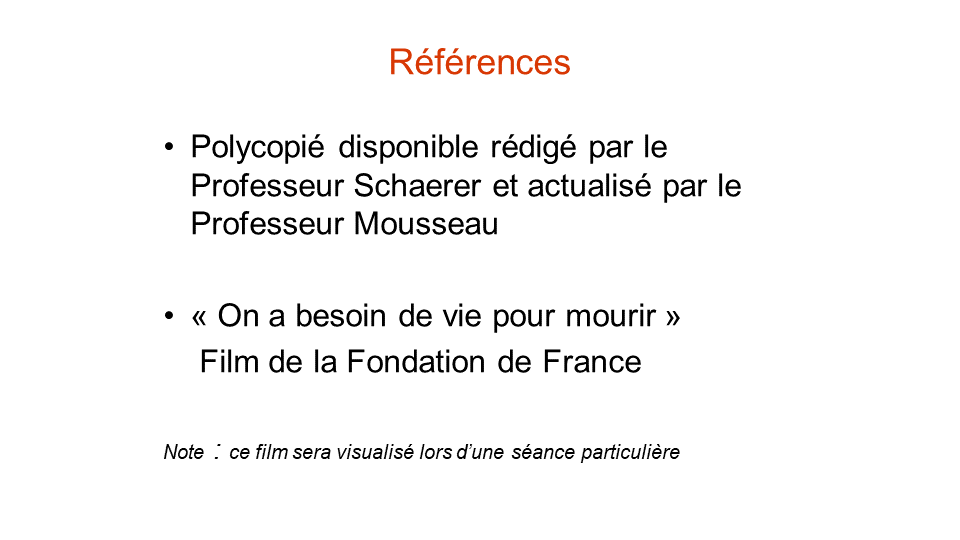 Références
• Polycopié disponible rédigé par le
Professeur Schaerer et actualisé par le
Professeur Mousseau
• « On a besoin de vie pour mourir »
Film de la Fondation de France
Note : ce film sera visualisé lors d’une séance particulière